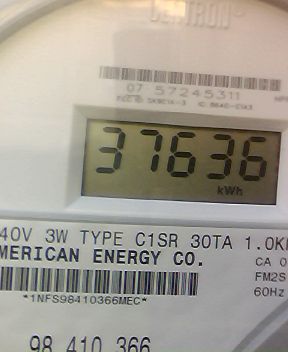 CENTRON®
07 57245311
37636
kWh
40V 3W TYPE C1SR 30TA 1.0K
MERICAN ENERGY CO.
CA 0
FM2S
60Hz
*1NFS98410366MEC*
98 410 366